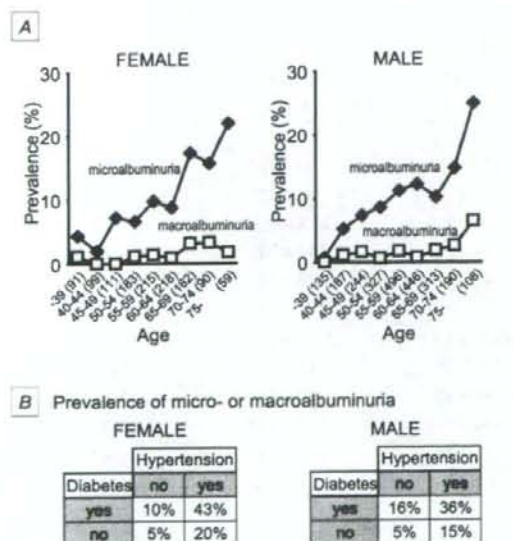 A
FEMALE
Prevalence (%)
30
20
10
0
microalbuminuria
macroalbuminuria
-39 (91)
40-44 (99)
45-49 (111)
50-54 (183)
55-59 (215)
60-64 (218)
65-69 (182)
70-74 (90)
75- (59)
Age
MALE
Prevalence (%)
30
20
10
0
microalbuminuria
macroalbuminuria
-39 (135)
40-44 (187)
45-49 (244)
50-54 (327)
55-59 (496)
60-64 (446)
65-69 (313)
70-74 (190)
75- (108)
Age
B Prevalence of micro- or macroalbuminuria
FEMALE
Hypertension
Diabetes no yes
yes 10% 43%
no 5% 20%
MALE
Hypertension
Diabetes no yes
yes 16% 36%
no 5% 15%